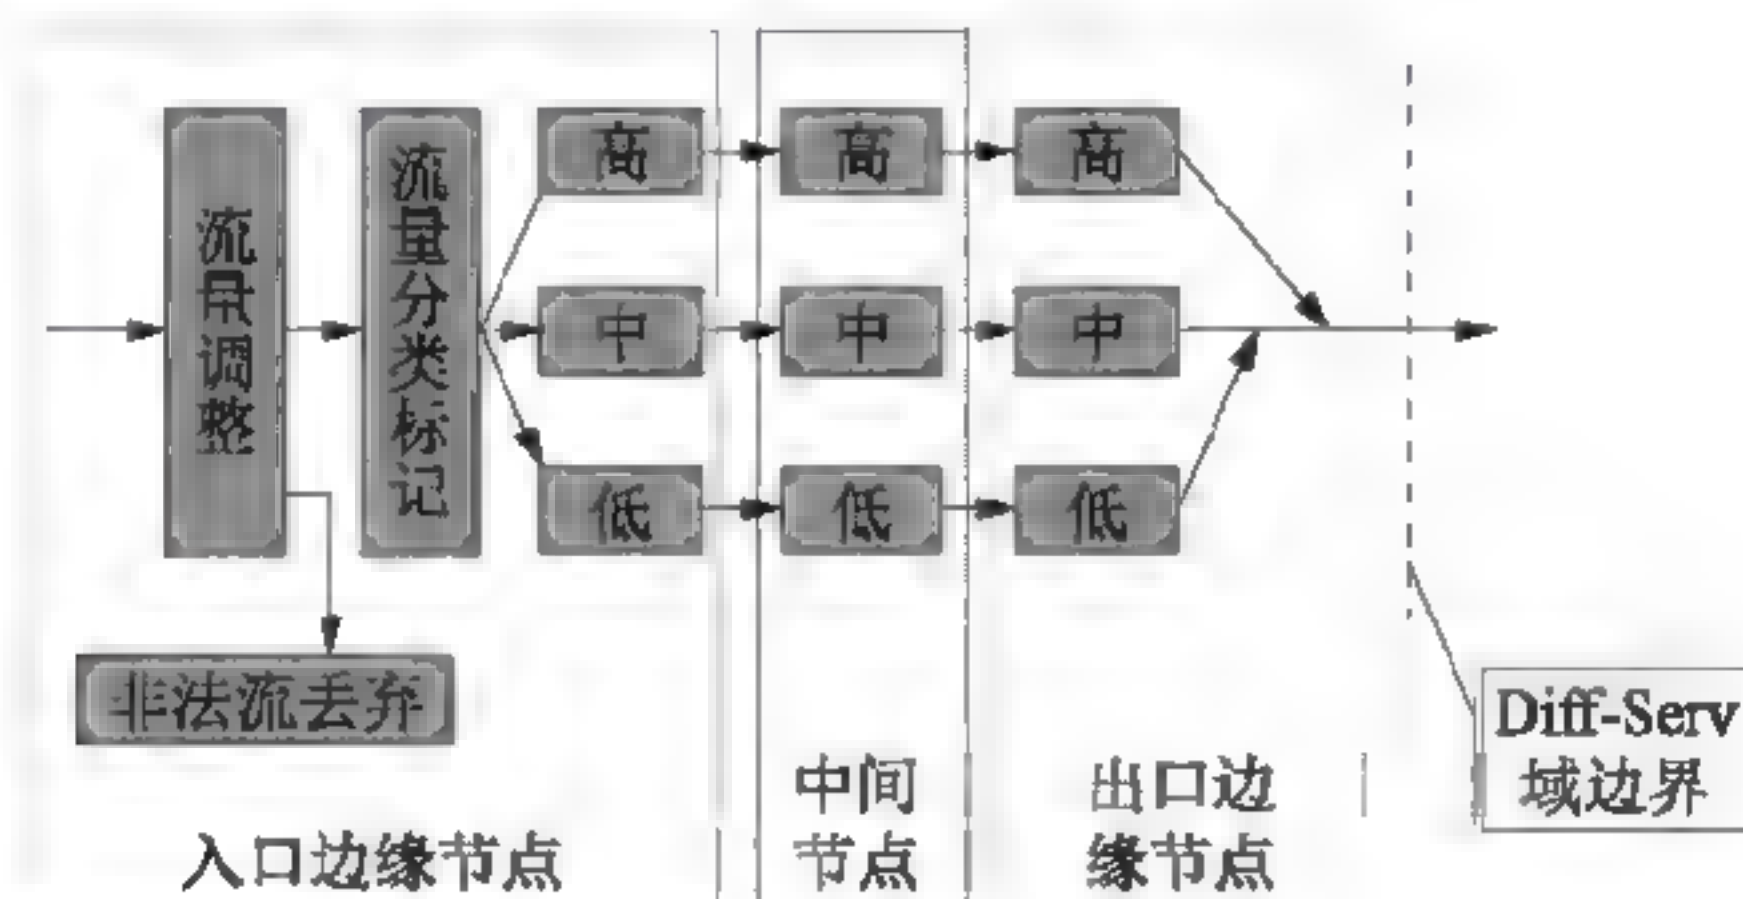 流量调整
流量分类标记
高
高
高
中
中
中
低
低
低
非法流丢弃
入口边缘节点
中间
节点
出口边
缘节点
Diff-Serv
域边界